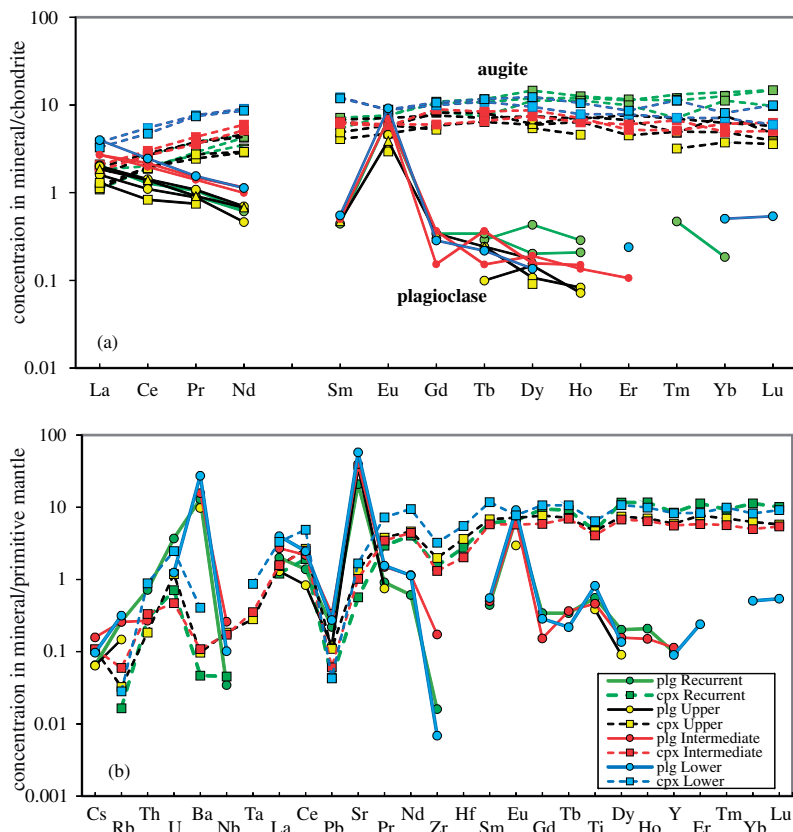 100
10
1
0.1
0.01
concentraion in mineral/chondrite
augite
plagioclase
(a)
La Ce Pr Nd Sm Eu Gd Tb Dy Ho Er Tm Yb Lu
100
10
1
0.1
0.01
0.001
concentraion in mineral/primitive mantle
(b)
plg Recurrent
cpx Recurrent
plg Upper
cpx Upper
plg Intermediate
cpx Intermediate
plg Lower
cpx Lower
Cs Rb Th U Ba Nb Ta La Ce Pb Sr Pr Nd Zr Hf Sm Eu Gd Tb Ti Dy Ho Y Er Tm Yb Lu